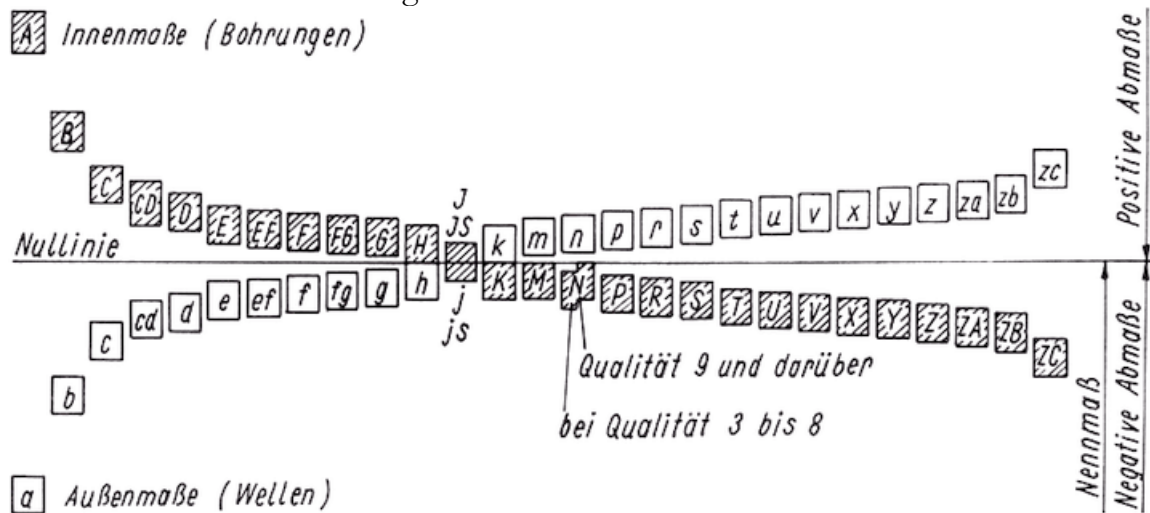 A Innenmaße (Bohrungen)
B
C CD D E EF F FG G H
J
JS
k m n p r s t u v x y z za zb zc
Nullinie
b c cd d e ef f fg g h
j
js
K M N P R S T U V X Y Z ZA ZB ZC
Qualität 9 und darüber
bei Qualität 3 bis 8
a Außenmaße (Wellen)
Positive Abmaße
Nennmaß
Negative Abmaße